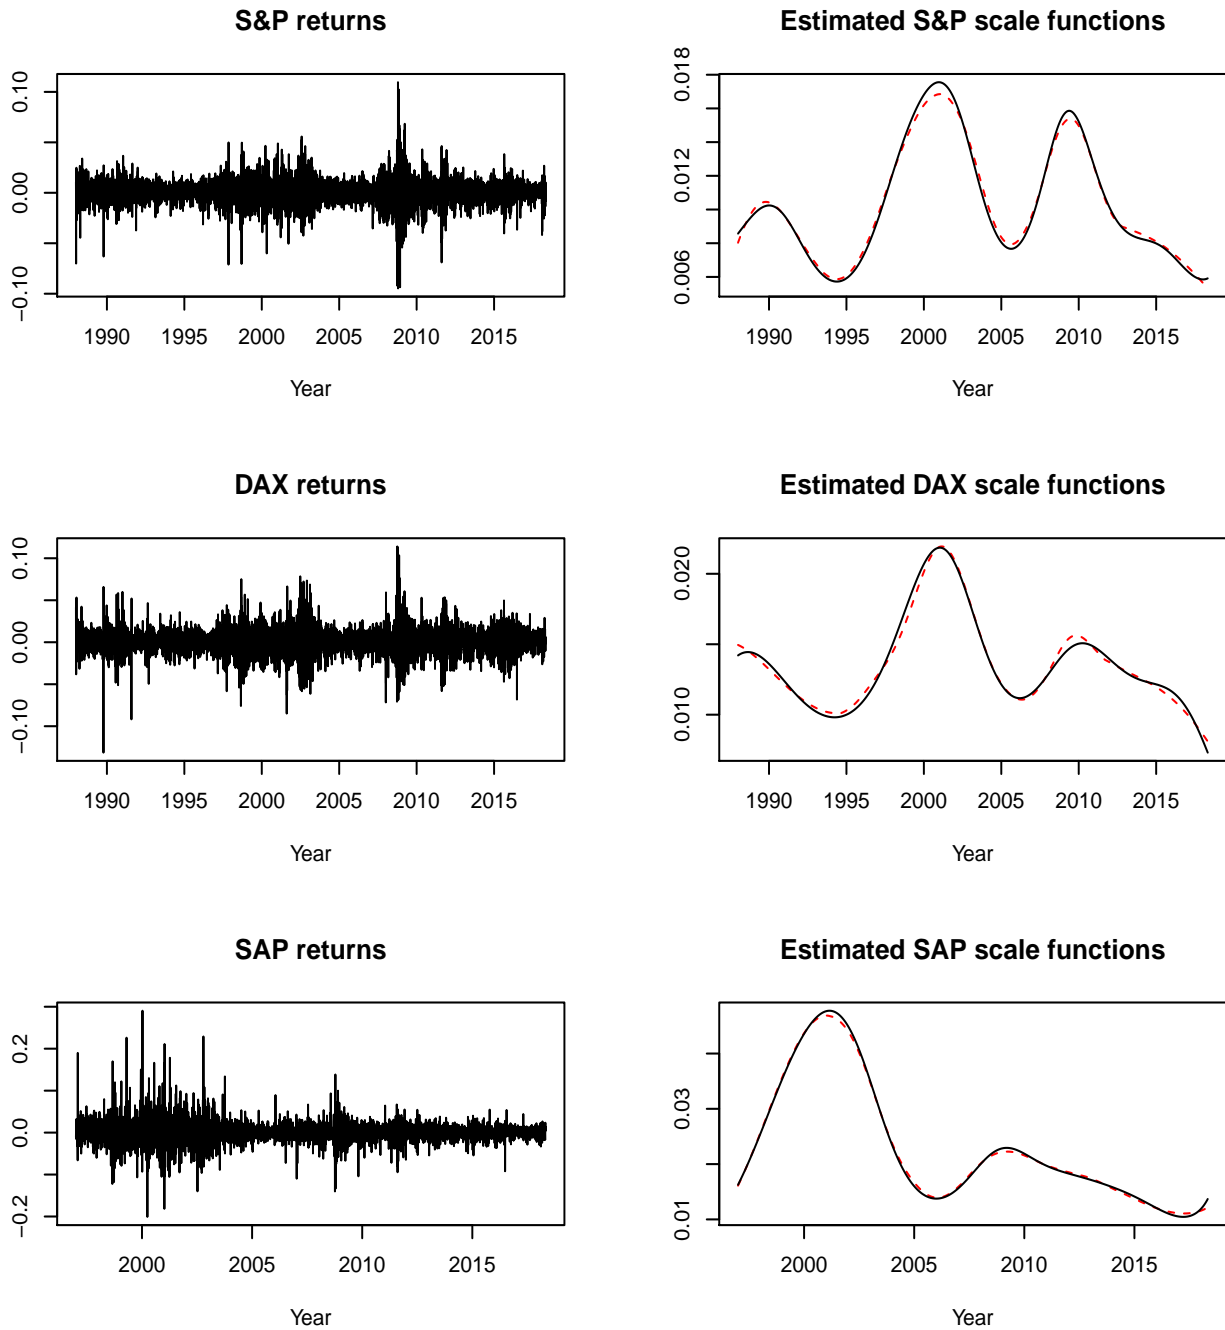 S&P returns
0.10
0.00
−0.10
1990 1995 2000 2005 2010 2015
Year
Estimated S&P scale functions
0.018
0.012
0.006
1990 1995 2000 2005 2010 2015
Year
DAX returns
0.10
0.00
−0.10
1990 1995 2000 2005 2010 2015
Year
Estimated DAX scale functions
0.020
0.010
1990 1995 2000 2005 2010 2015
Year
SAP returns
0.2
0.0
−0.2
2000 2005 2010 2015
Year
Estimated SAP scale functions
0.03
0.01
2000 2005 2010 2015
Year